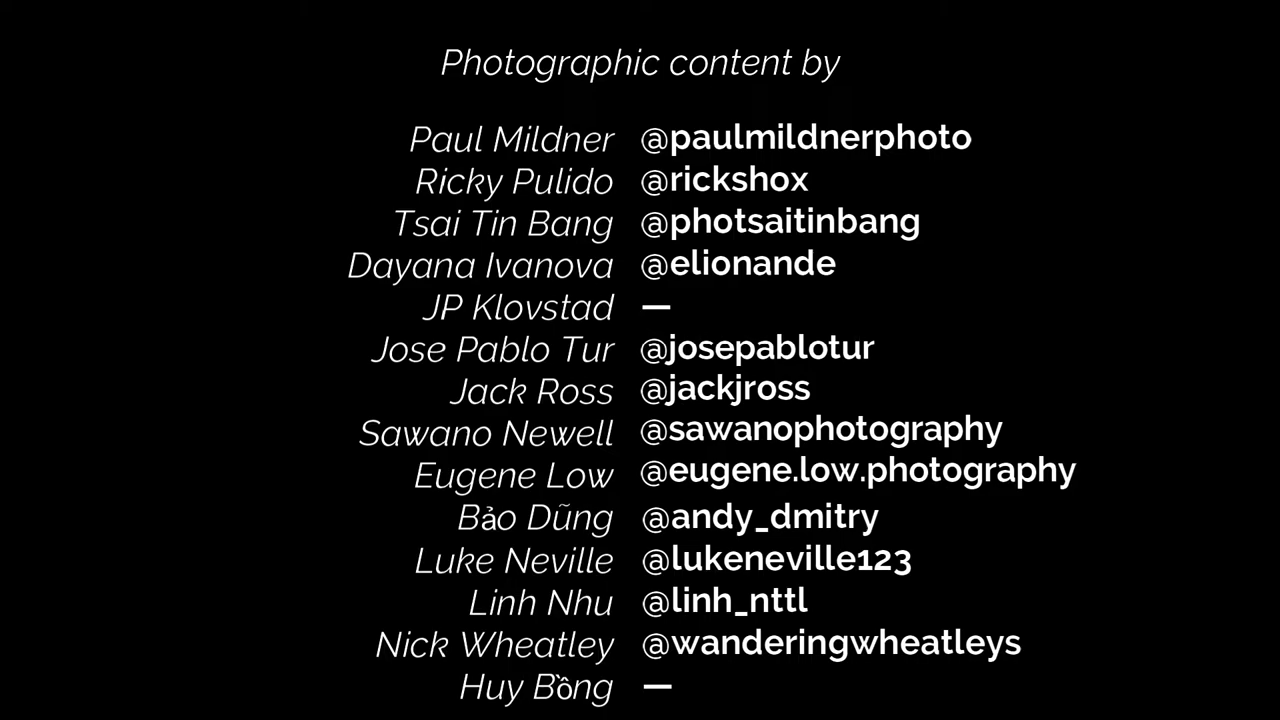 Photographic content by
Paul Mildner @paulmildnerphoto
Ricky Pulido @rickshox
Tsai Tin Bang @photsaitinbang
Dayana Ivanova @elionande
JP Klovstad —
Jose Pablo Tur @josepablotur
Jack Ross @jackjross
Sawano Newell @sawanophotography
Eugene Low @eugene.low.photography
Bảo Dũng @andy_dmitry
Luke Neville @lukeneville123
Linh Nhu @linh_nttl
Nick Wheatley @wanderingwheatleys
Huy Bồng —